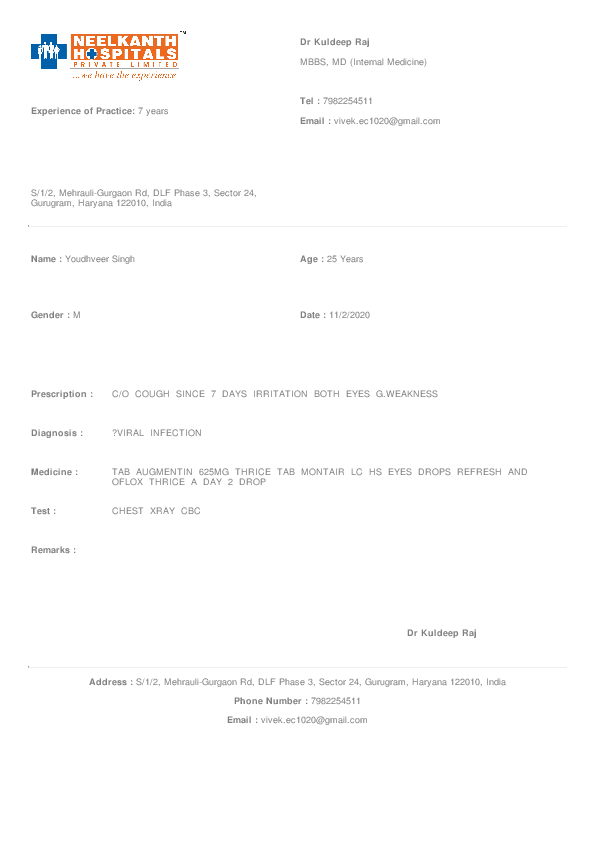 NEELKANTH
HOSPITALS
PRIVATE LIMITED
...we have the experience
™
Dr Kuldeep Raj
MBBS, MD (Internal Medicine)
Tel : 7982254511
Experience of Practice: 7 years
Email : vivek.ec1020@gmail.com
S/1/2, Mehrauli-Gurgaon Rd, DLF Phase 3, Sector 24,
Gurugram, Haryana 122010, India
Name : Youdhveer Singh
Age : 25 Years
Gender : M
Date : 11/2/2020
Prescription : C/O COUGH SINCE 7 DAYS IRRITATION BOTH EYES G.WEAKNESS
Diagnosis : ?VIRAL INFECTION
Medicine : TAB AUGMENTIN 625MG THRICE TAB MONTAIR LC HS EYES DROPS REFRESH AND
OFLOX THRICE A DAY 2 DROP
Test : CHEST XRAY CBC
Remarks :
Dr Kuldeep Raj
Address : S/1/2, Mehrauli-Gurgaon Rd, DLF Phase 3, Sector 24, Gurugram, Haryana 122010, India
Phone Number : 7982254511
Email : vivek.ec1020@gmail.com